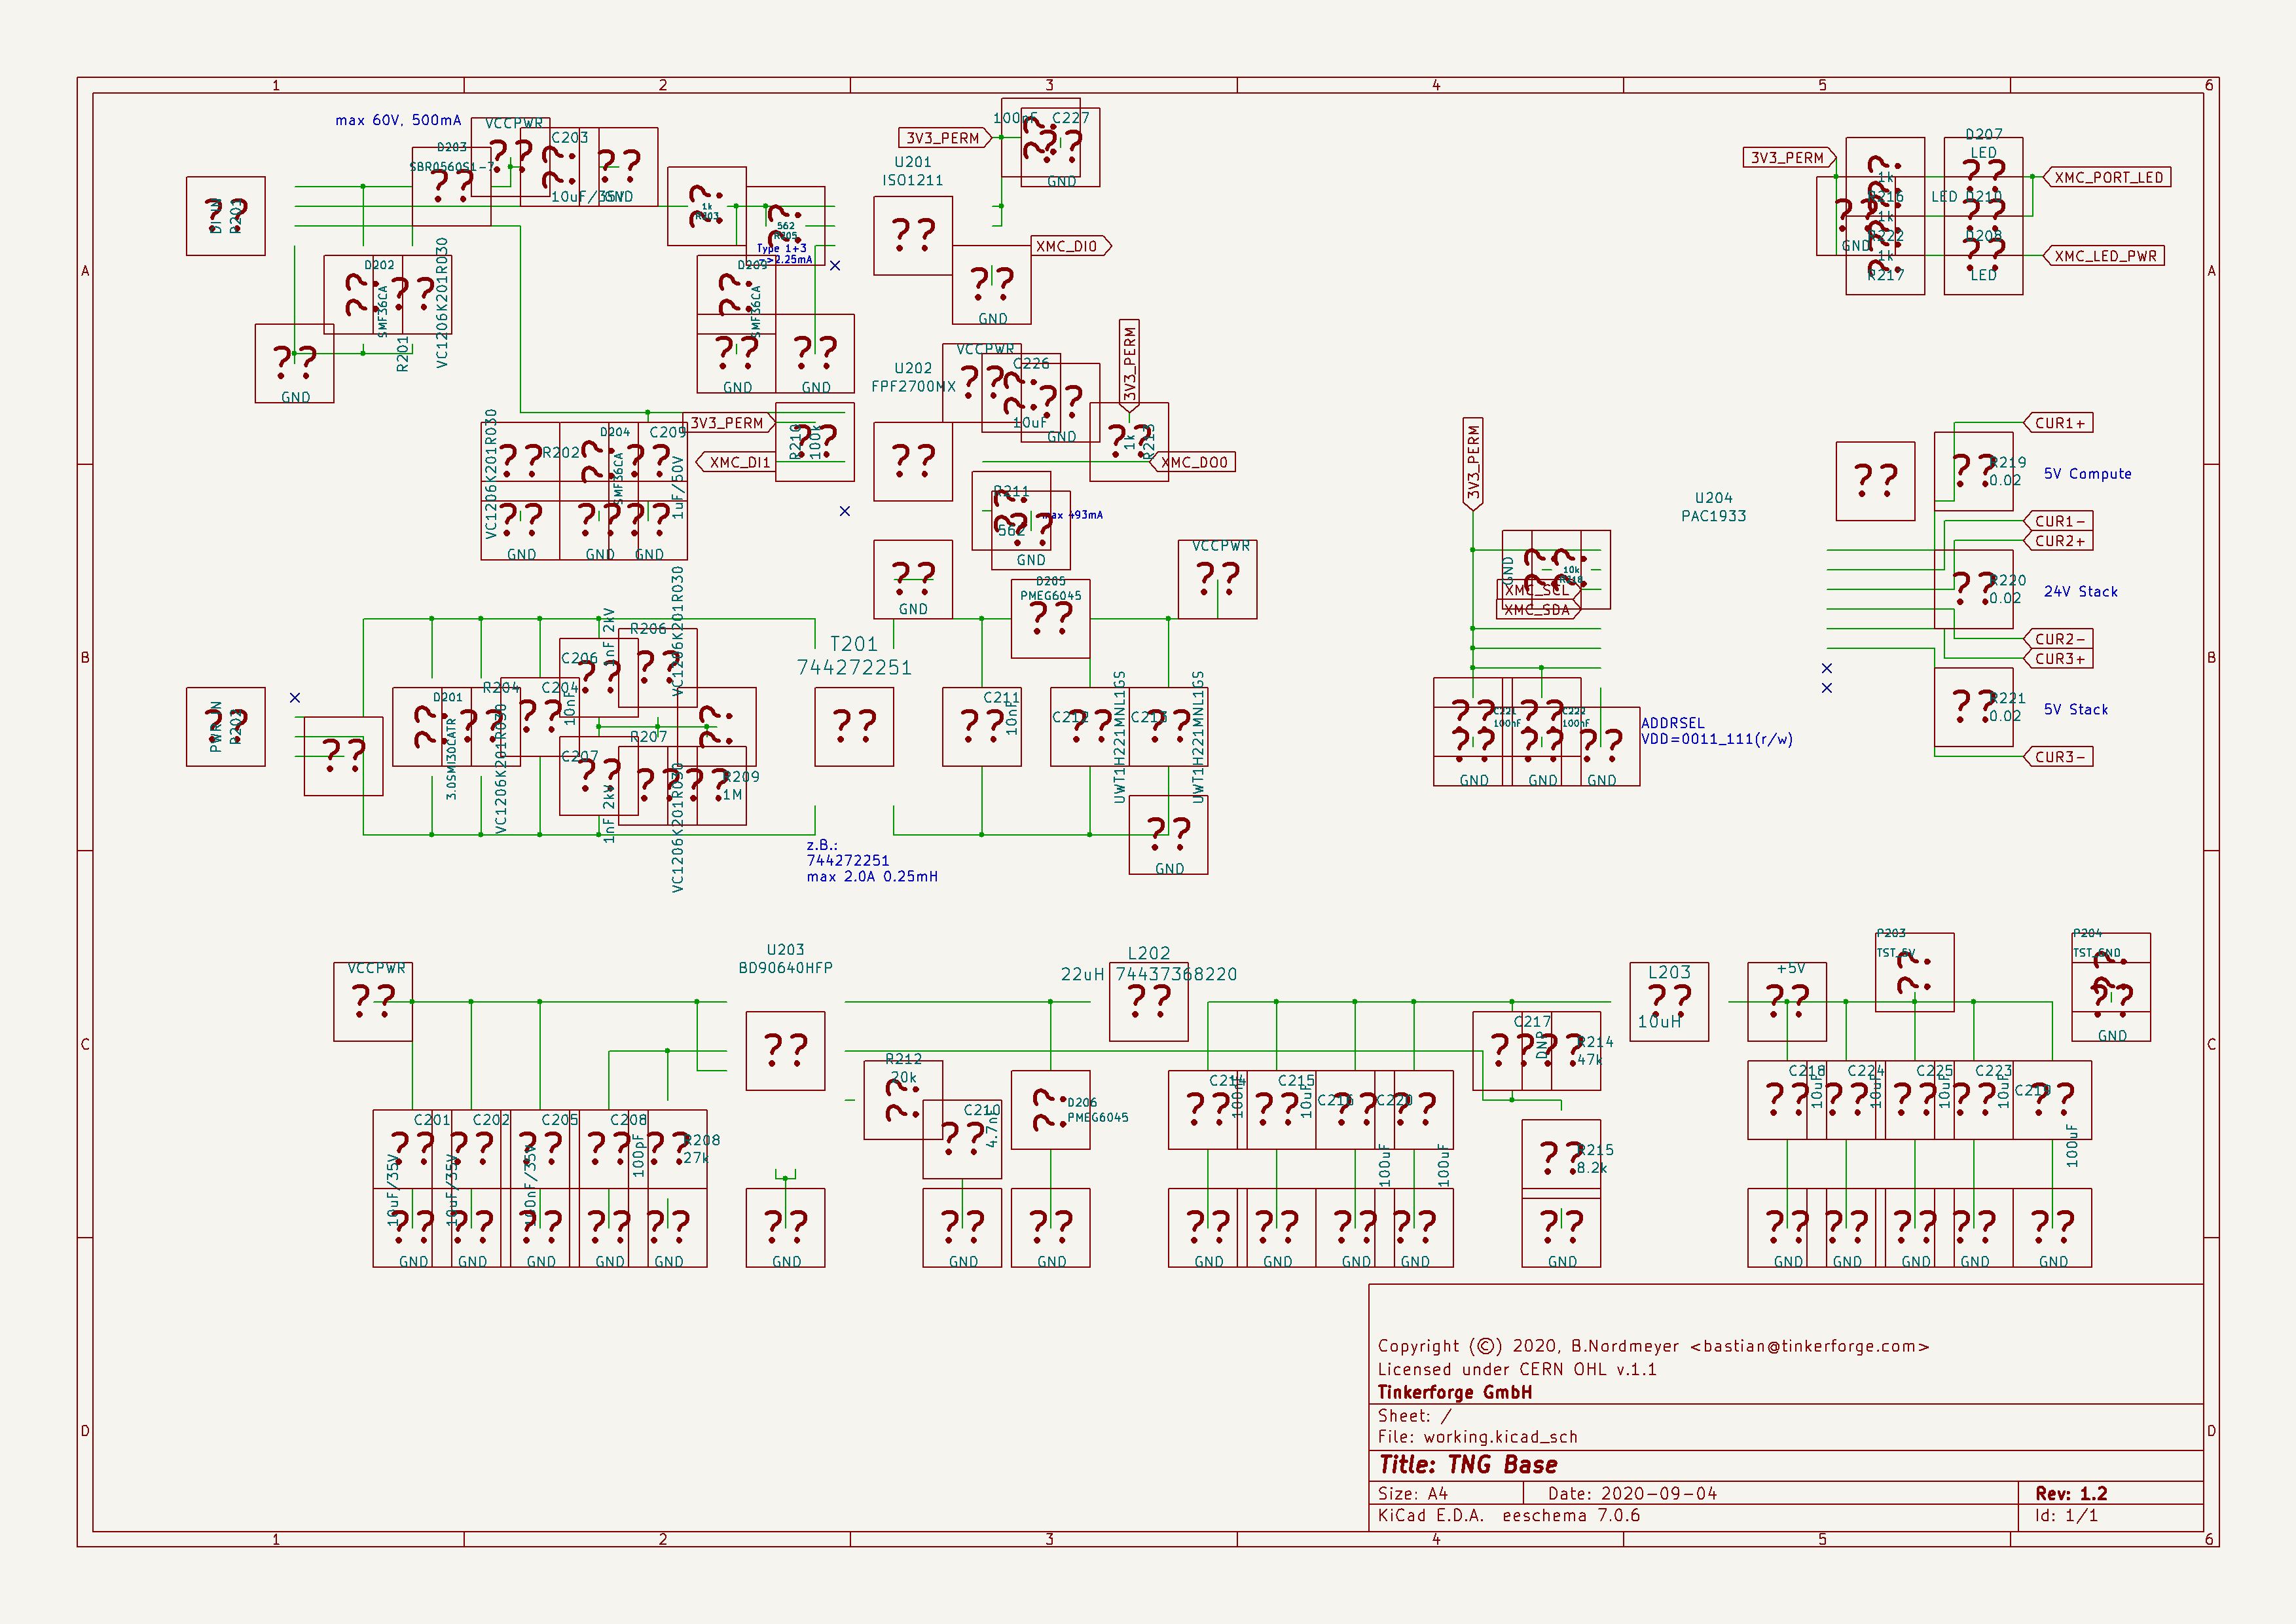 1 2 3 4 5 6
A
B
C
D
max 60V, 500mA
VCCPWR
D203
SBR0560S1-7
C203
10uF/35V
GND
D202
SMF36CA
R201
VC1206K201R030
GND
1k
R203
562
Type 1+3
SMF36CA
GND
GND
U201
ISO1211
3V3_PERM
100pF
C227
GND
XMC_DI0
GND
3V3_PERM
D207
LED
R216
1k
LED D210
1k
R222
GND
D208
1k
R217
LED
XMC_PORT_LED
XMC_LED_PWR
U202
FPF2700MX
VCCPWR
C226
10uF
GND
3V3_PERM
1k
R213
3V3_PERM
R210
100k
XMC_DI1
XMC_DO0
R211
562
max 493mA
GND
GND
VC1206K201R030
R202
D204
SMF36CA
C209
1uF/50V
GND
GND
GND
3V3_PERM
U204
PAC1933
GND
10k
XMC_SCL
XMC_SDA
C221
100nF
C222
100nF
GND
GND
GND
ADDRSEL
VDD=0011_111(r/w)
CUR1+
R219
0.02
5V Compute
CUR1-
CUR2+
R220
0.02
24V Stack
CUR2-
CUR3+
R221
0.02
5V Stack
CUR3-
D201
3.0SMJ30CATR
R204
VC1206K201R030
C204
10nF
C206
1nF 2kV
R206
VC1206K201R030
C207
1nF 2kV
R207
VC1206K201R030
R209
1M
T201
744272251
z.B.:
744272251
max 2.0A 0.25mH
D205
PMEG6045
VCCPWR
C211
10nF
C212
UWT1H221MNL1GS
UWT1H221MNL1GS
GND
VCCPWR
U203
BD90640HFP
L202
22uH 74437368220
L203
10uH
+5V
P203
TST_5V
P204
TST_GND
GND
C201
10uF/35V
C202
10uF/35V
C205
C208
100pF
R208
27k
R212
20k
C210
D206
PMEG6045
C214
100nF
C215
10uF
C216
100uF
C220
100uF
C217
DNP
R214
47k
R215
8.2k
C218
10uF
C224
10uF
C225
10uF
C223
10uF
C219
100uF
GND GND GND GND GND GND GND GND GND GND GND GND GND GND GND GND GND GND
Copyright (©) 2020, B.Nordmeyer <bastian@tinkerforge.com>
Licensed under CERN OHL v.1.1
Tinkerforge GmbH
Sheet: /
File: working.kicad_sch
Title: TNG Base
Size: A4 Date: 2020-09-04 Rev: 1.2
KiCad E.D.A. eeschema 7.0.6 Id: 1/1
1 2 3 4 5 6